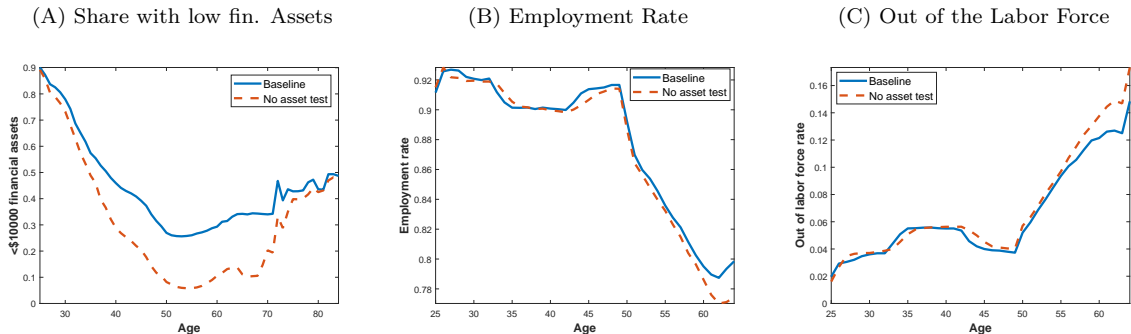 (A) Share with low fin. Assets
(B) Employment Rate
(C) Out of the Labor Force
<$10000 financial assets
0.9
0.8
0.7
0.6
0.5
0.4
0.3
0.2
0.1
0
Baseline
No asset test
30 40 50 60 70 80
Age
Employment rate
0.92
0.9
0.88
0.86
0.84
0.82
0.8
0.78
Baseline
No asset test
25 30 35 40 45 50 55 60
Age
Out of labor force rate
0.16
0.14
0.12
0.1
0.08
0.06
0.04
0.02
0
Baseline
No asset test
25 30 35 40 45 50 55 60
Age